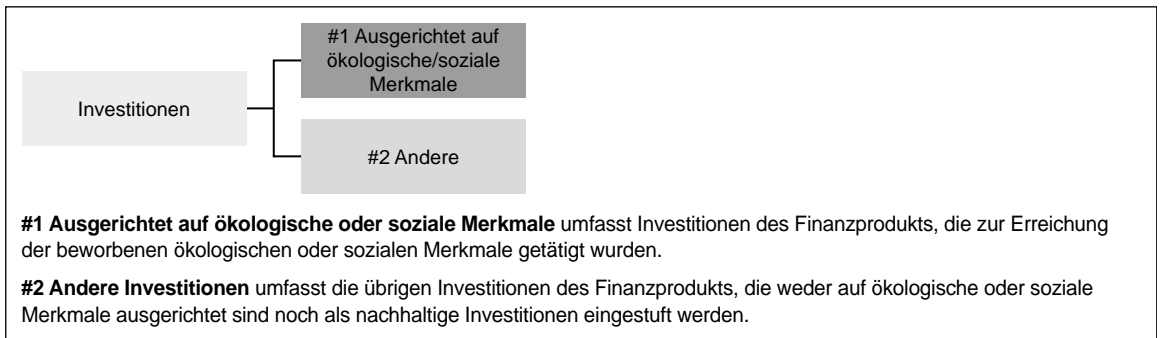 #1 Ausgerichtet auf
ökologische/soziale
Merkmale
Investitionen
#2 Andere
#1 Ausgerichtet auf ökologische oder soziale Merkmale umfasst Investitionen des Finanzprodukts, die zur Erreichung
der beworbenen ökologischen oder sozialen Merkmale getätigt wurden.
#2 Andere Investitionen umfasst die übrigen Investitionen des Finanzprodukts, die weder auf ökologische oder soziale
Merkmale ausgerichtet sind noch als nachhaltige Investitionen eingestuft werden.